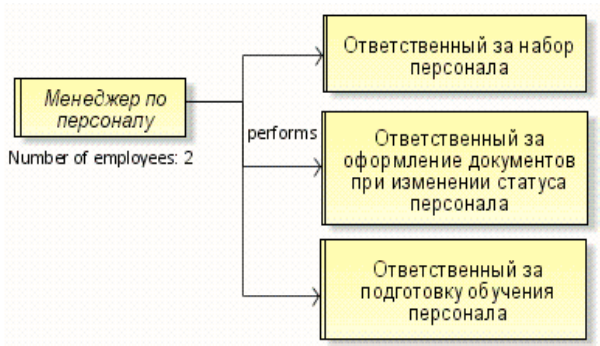 Ответственный за набор
персонала
Менеджер по
персоналу
Number of employees: 2
performs
Ответственный за
оформление документов
при изменении статуса
персонала
Ответственный за
подготовку обучения
персонала